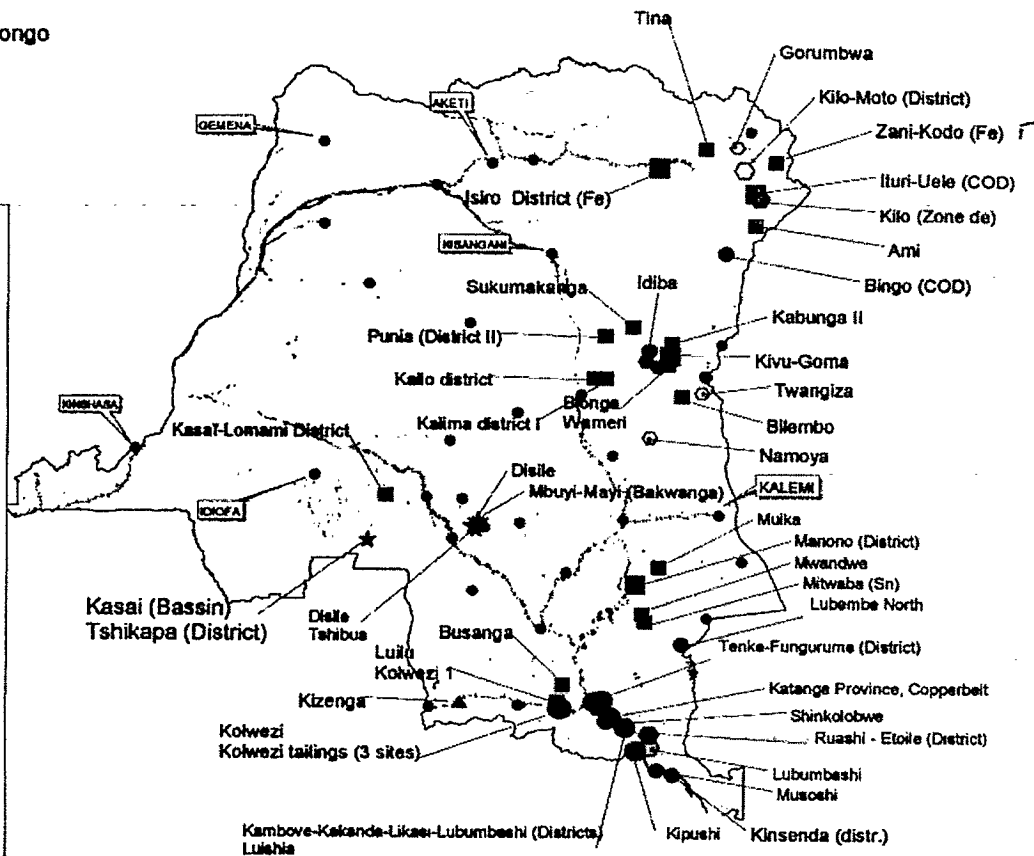 ongo
Tina
Gorumbwa
Kilo-Moto (District)
Zani-Kodo (Fe)
Ituri-Uele (COD)
Kilo (Zone de)
Ami
Bingo (COD)
GEMENA
AKETI
Isiro District (Fe)
KISANGANI
Sukumakanga
Idiba
Punia (District II)
Kabunga II
Kivu-Goma
Kailo district
Twangiza
Bionga
Wameri
Kalima district I
Bilembo
KINSHASA
Kasaï-Lomami District
Namoya
Disile
Mbuyi-Mayi (Bakwanga)
KALEMI
IDIOFA
Muika
Manono (District)
Mwandwe
Mitwaba (Sn)
Lubembe North
Kasai (Bassin)
Tshikapa (District)
Disile
Tshibua
Busanga
Tenke-Fungurume (District)
Luilu
Kolwezi 1
Kizenga
Katanga Province, Copperbelt
Shinkolobwe
Ruashi - Etoile (District)
Kolwezi
Kolwezi tailings (3 sites)
Lubumbashi
Musoshi
Kambove-Kakanda-Likasi-Lubumbashi (Districts)
Luishia
Kipushi
Kinsenda (distr.)